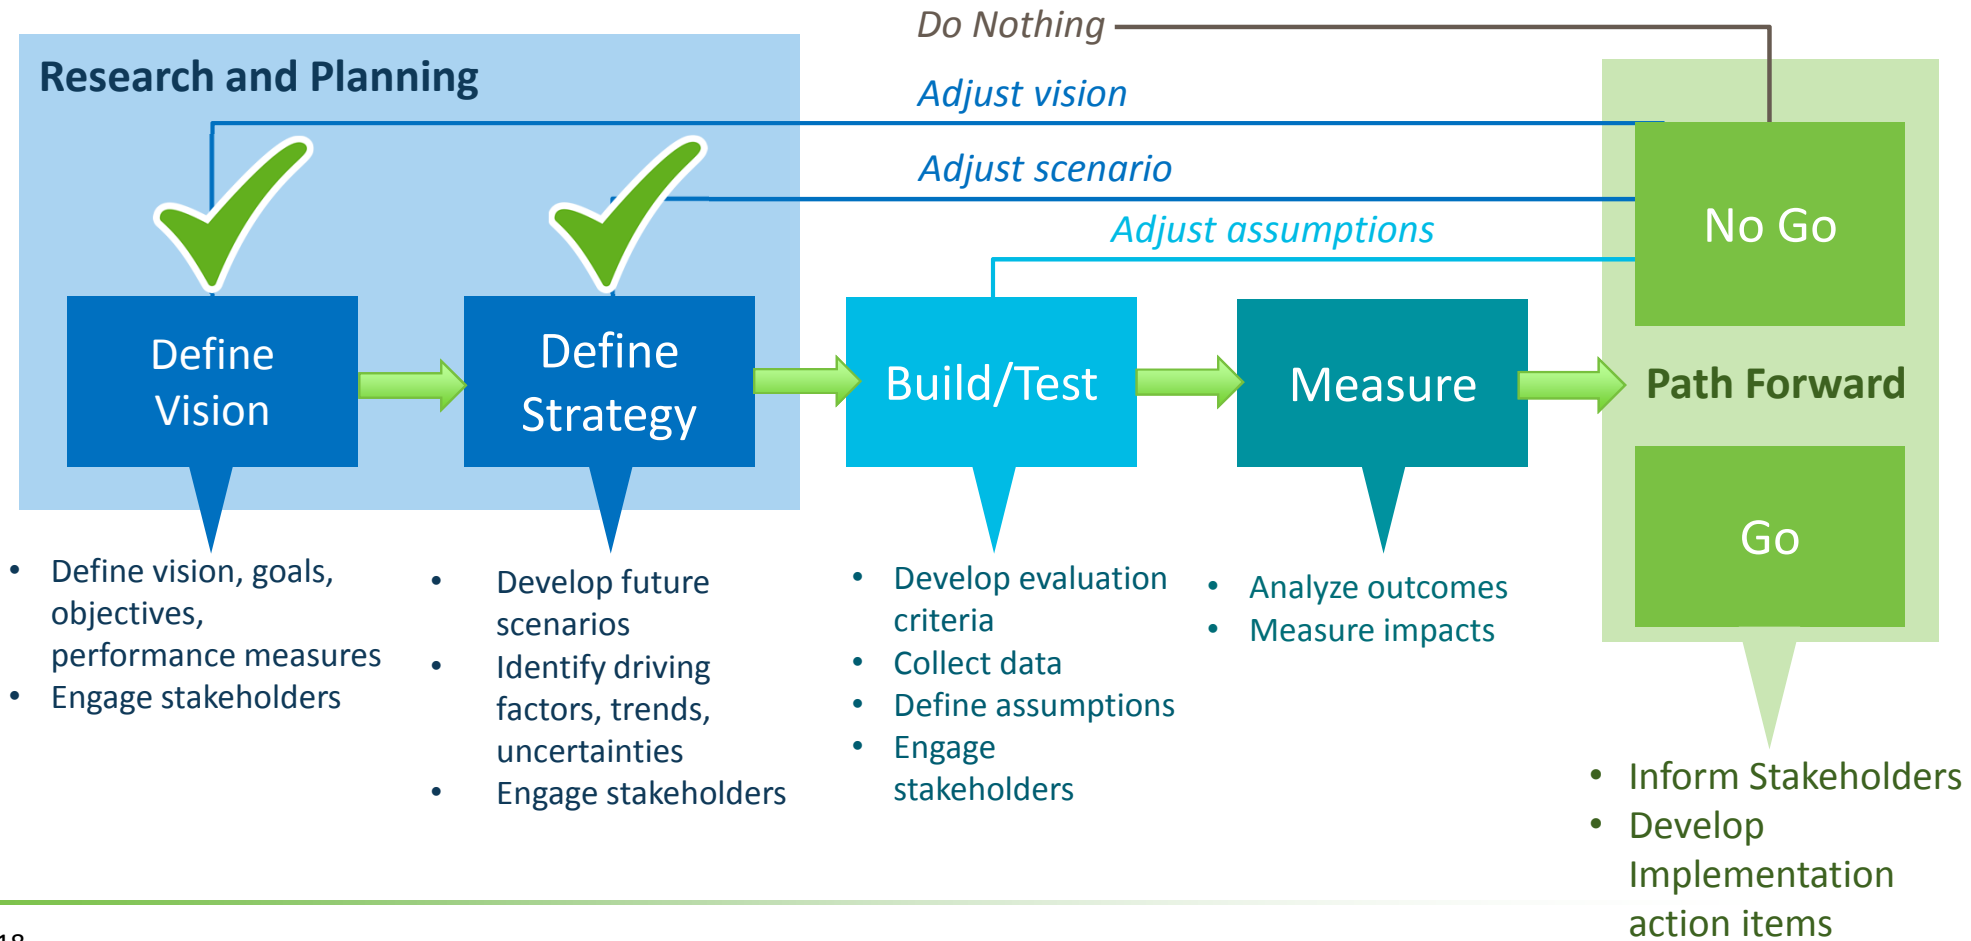 Do Nothing
Research and Planning
Adjust vision
Adjust scenario
Adjust assumptions
No Go
Define
Vision
Define
Strategy
Build/Test
Measure
Path Forward
Go
• Define vision, goals,
objectives,
performance measures
• Engage stakeholders
• Develop future
scenarios
• Identify driving
factors, trends,
uncertainties
• Engage stakeholders
• Develop evaluation
criteria
• Collect data
• Define assumptions
• Engage
stakeholders
• Analyze outcomes
• Measure impacts
• Inform Stakeholders
• Develop
Implementation
action items
18